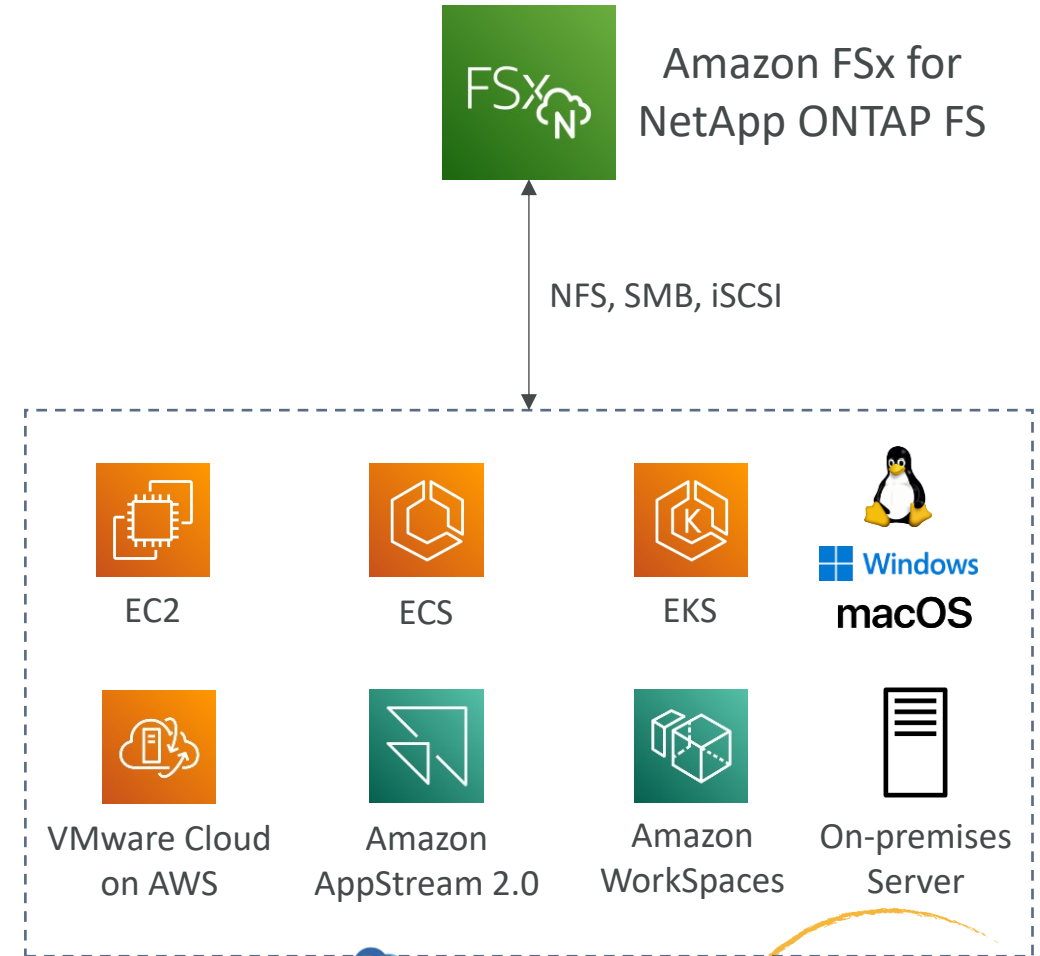 FSx
N
Amazon FSx for
NetApp ONTAP FS
NFS, SMB, iSCSI
EC2
ECS
K
EKS
Windows
macOS
VMware Cloud
on AWS
Amazon
AppStream 2.0
Amazon
WorkSpaces
On-premises
Server